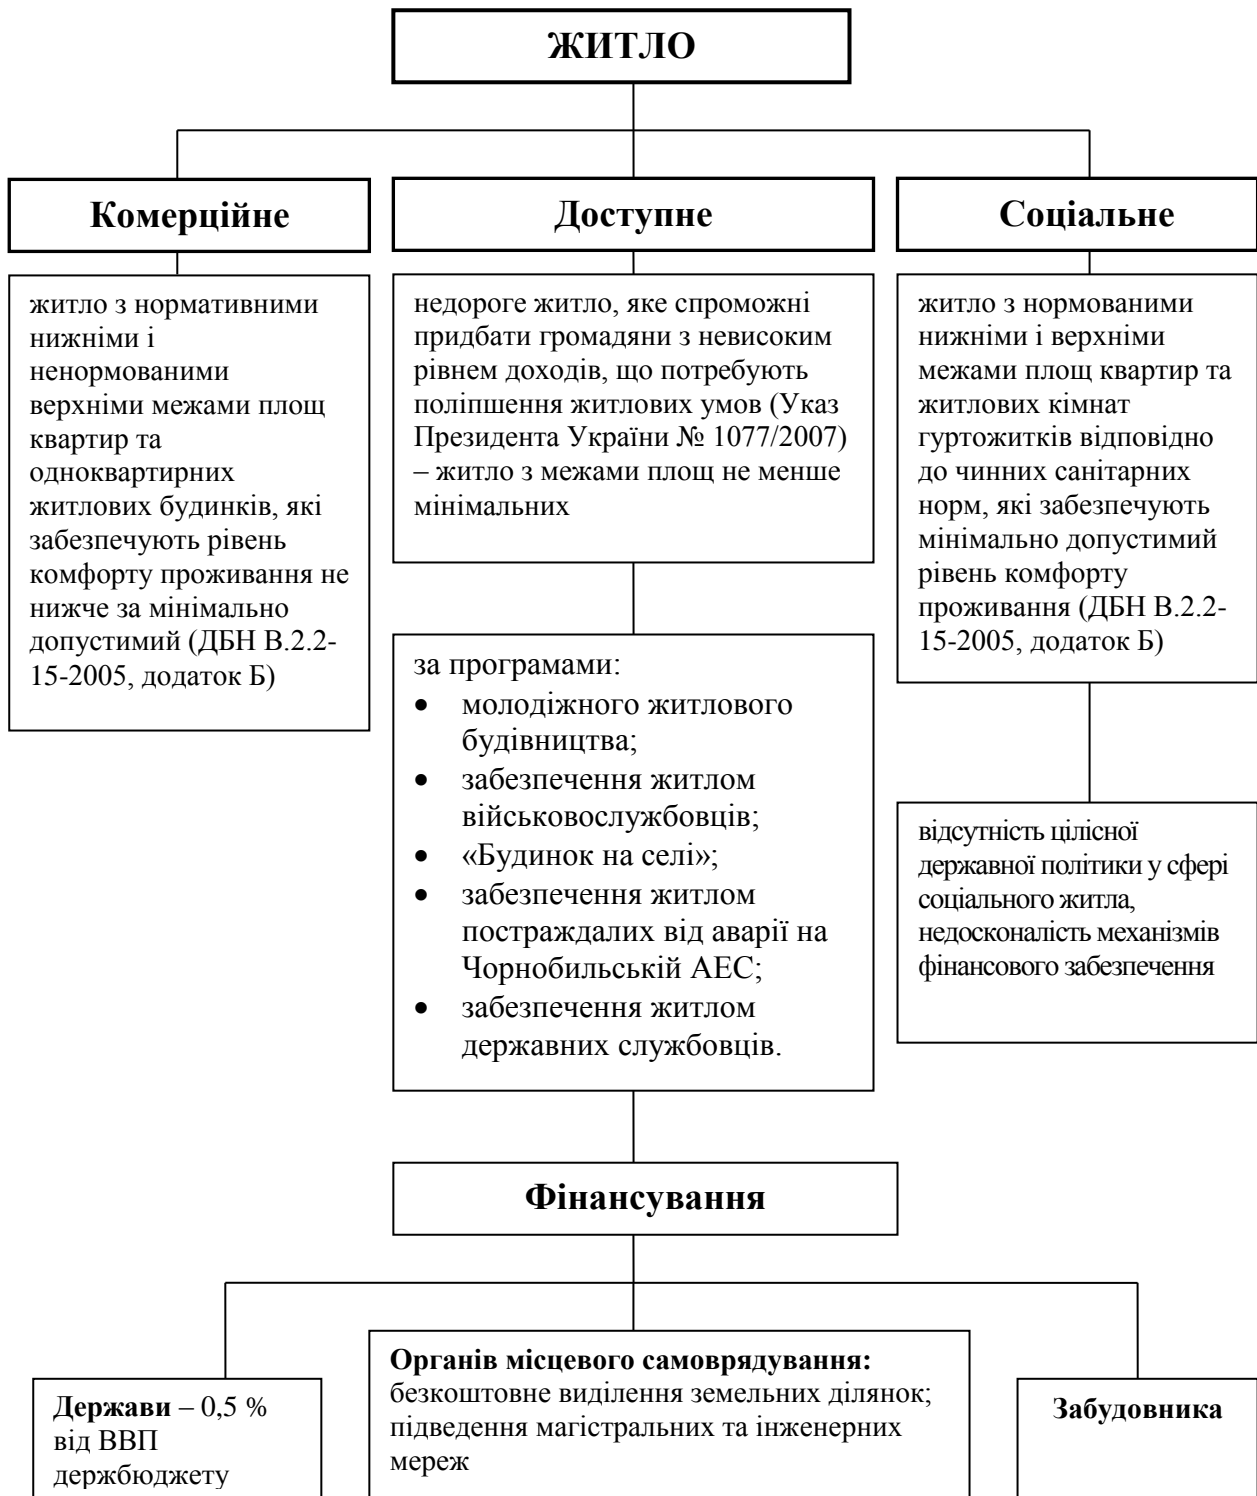 ЖИТЛО
Комерційне
Доступне
Соціальне
житло з нормативними
нижніми і
ненормованими
верхніми межами площ
квартир та
одноквартирних
житлових будинків, які
забезпечують рівень
комфорту проживання не
нижче за мінімально
допустимий (ДБН В.2.2-
15-2005, додаток Б)
недороге житло, яке спроможні
придбати громадяни з невисоким
рівнем доходів, що потребують
поліпшення житлових умов (Указ
Президента України № 1077/2007)
– житло з межами площ не менше
мінімальних
житло з нормованими
нижніми і верхніми
межами площ квартир та
житлових кімнат
гуртожитків відповідно
до чинних санітарних
норм, які забезпечують
мінімально допустимий
рівень комфорту
проживання (ДБН В.2.2-
15-2005, додаток Б)
за програмами:
• молодіжного житлового
будівництва;
• забезпечення житлом
військовослужбовців;
• «Будинок на селі»;
• забезпечення житлом
постраждалих від аварії на
Чорнобильській АЕС;
• забезпечення житлом
державних службовців.
відсутність цілісної
державної політики у сфері
соціального житла,
недосконалість механізмів
фінансового забезпечення
Фінансування
Держави – 0,5 %
від ВВП
держбюджету
Органів місцевого самоврядування:
безкоштовне виділення земельних ділянок;
підведення магістральних та інженерних
мереж
Забудовника